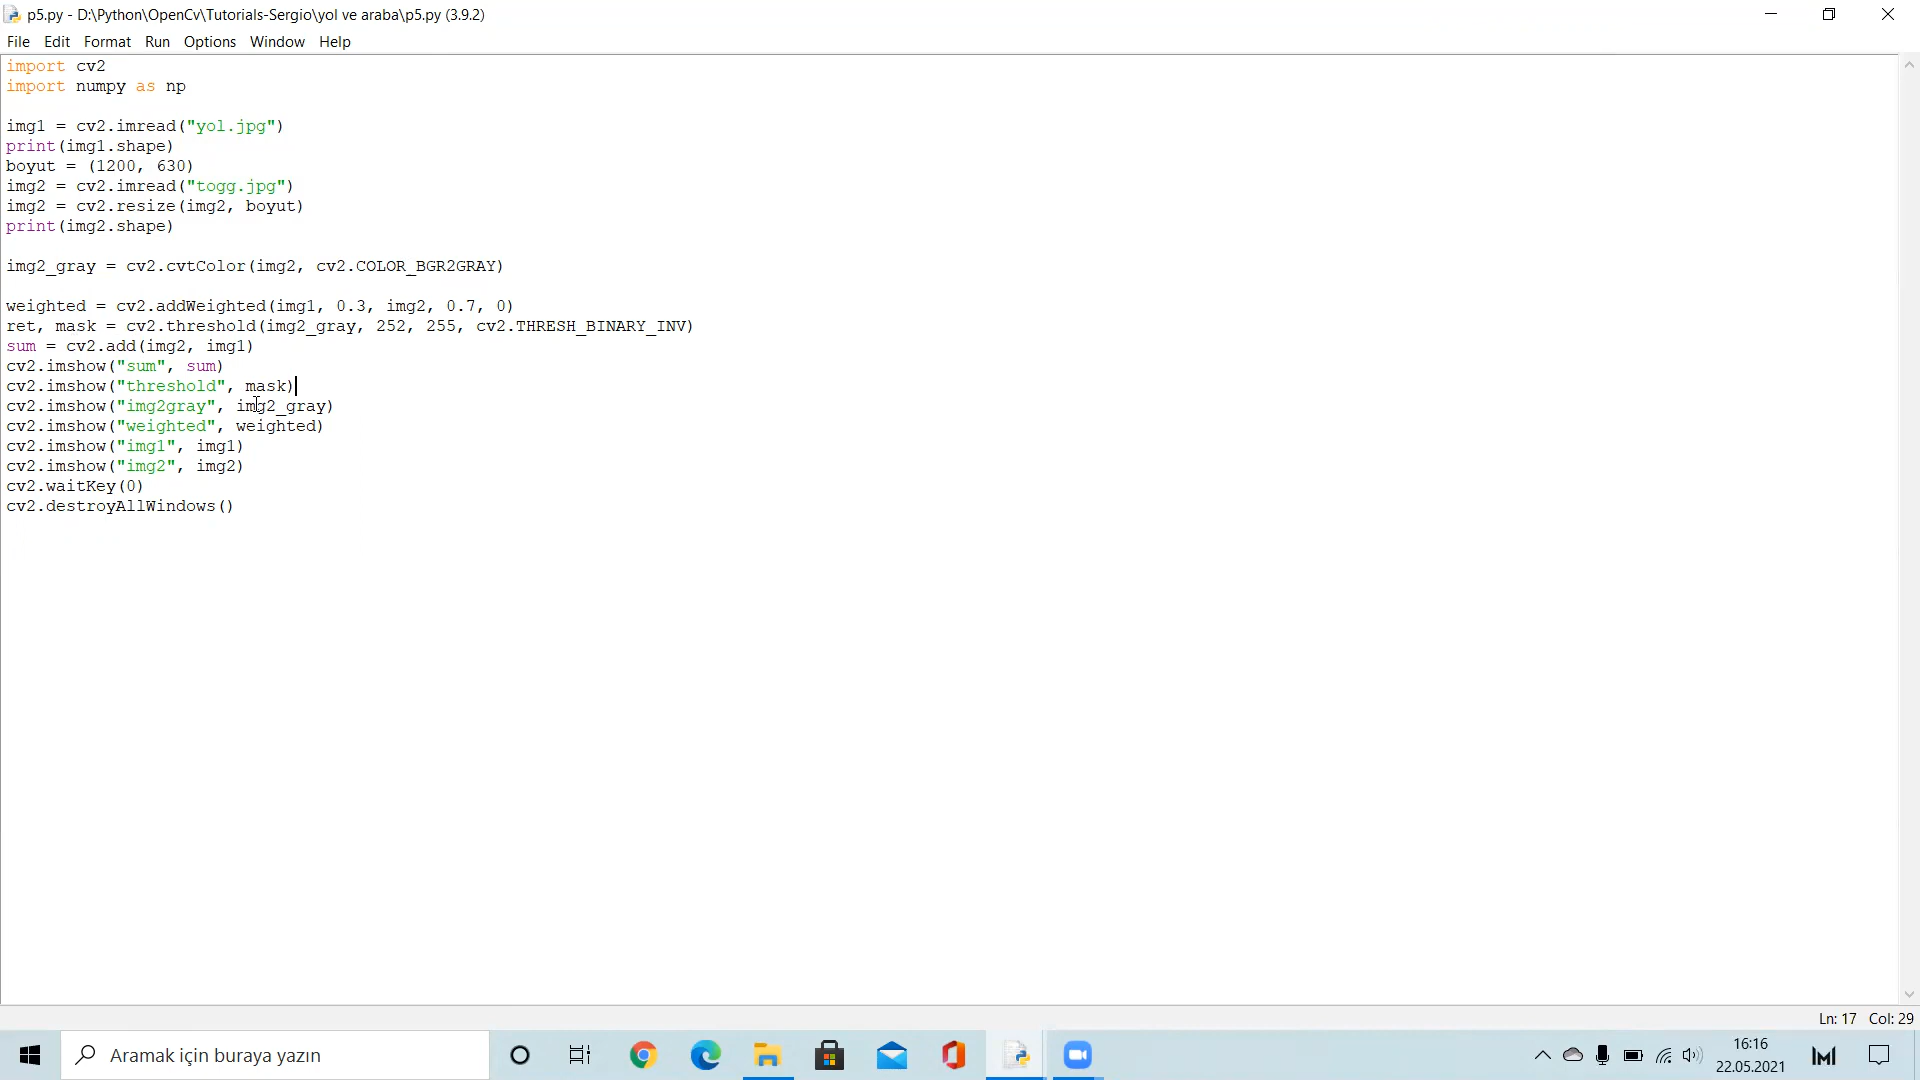 p5.py - D:\Python\OpenCv\Tutorials-Sergio\yol ve araba\p5.py (3.9.2)
File Edit Format Run Options Window Help
import cv2
import numpy as np
img1 = cv2.imread("yol.jpg")
print(img1.shape)
boyut = (1200, 630)
img2 = cv2.imread("togg.jpg")
img2 = cv2.resize(img2, boyut)
print(img2.shape)
img2_gray = cv2.cvtColor(img2, cv2.COLOR_BGR2GRAY)
weighted = cv2.addWeighted(img1, 0.3, img2, 0.7, 0)
ret, mask = cv2.threshold(img2_gray, 252, 255, cv2.THRESH_BINARY_INV)
sum = cv2.add(img2, img1)
cv2.imshow("sum", sum)
cv2.imshow("threshold", mask)
cv2.imshow("img2gray", img2_gray)
cv2.imshow("weighted", weighted)
cv2.imshow("img1", img1)
cv2.imshow("img2", img2)
cv2.waitKey(0)
cv2.destroyAllWindows()
Ln: 17 Col: 29
Aramak için buraya yazın
16:16
22.05.2021